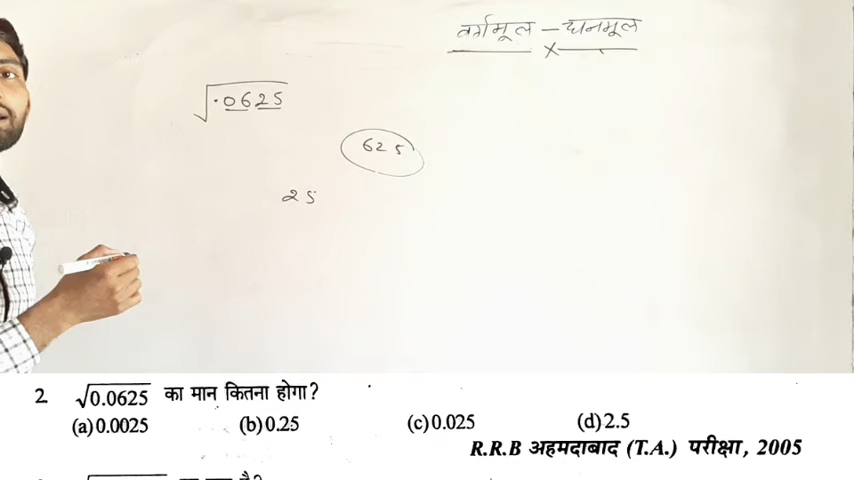 वर्गमूल – घनमूल
×
√.0625
625
25
2 √0.0625 का मान कितना होगा?
(a) 0.0025 (b) 0.25 (c) 0.025 (d) 2.5
R.R.B अहमदाबाद (T.A.) परीक्षा, 2005